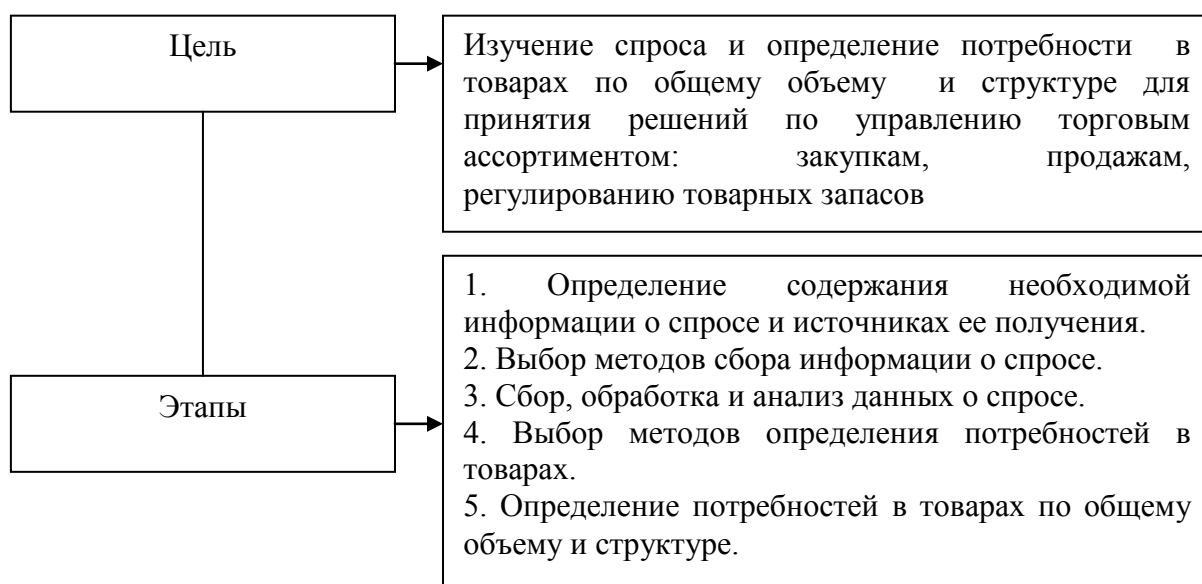 Цель
Изучение спроса и определение потребности в
товарах по общему объему и структуре для
принятия решений по управлению торговым
ассортиментом: закупкам, продажам,
регулированию товарных запасов
Этапы
1. Определение содержания необходимой
информации о спросе и источниках ее получения.
2. Выбор методов сбора информации о спросе.
3. Сбор, обработка и анализ данных о спросе.
4. Выбор методов определения потребностей в
товарах.
5. Определение потребностей в товарах по общему
объему и структуре.